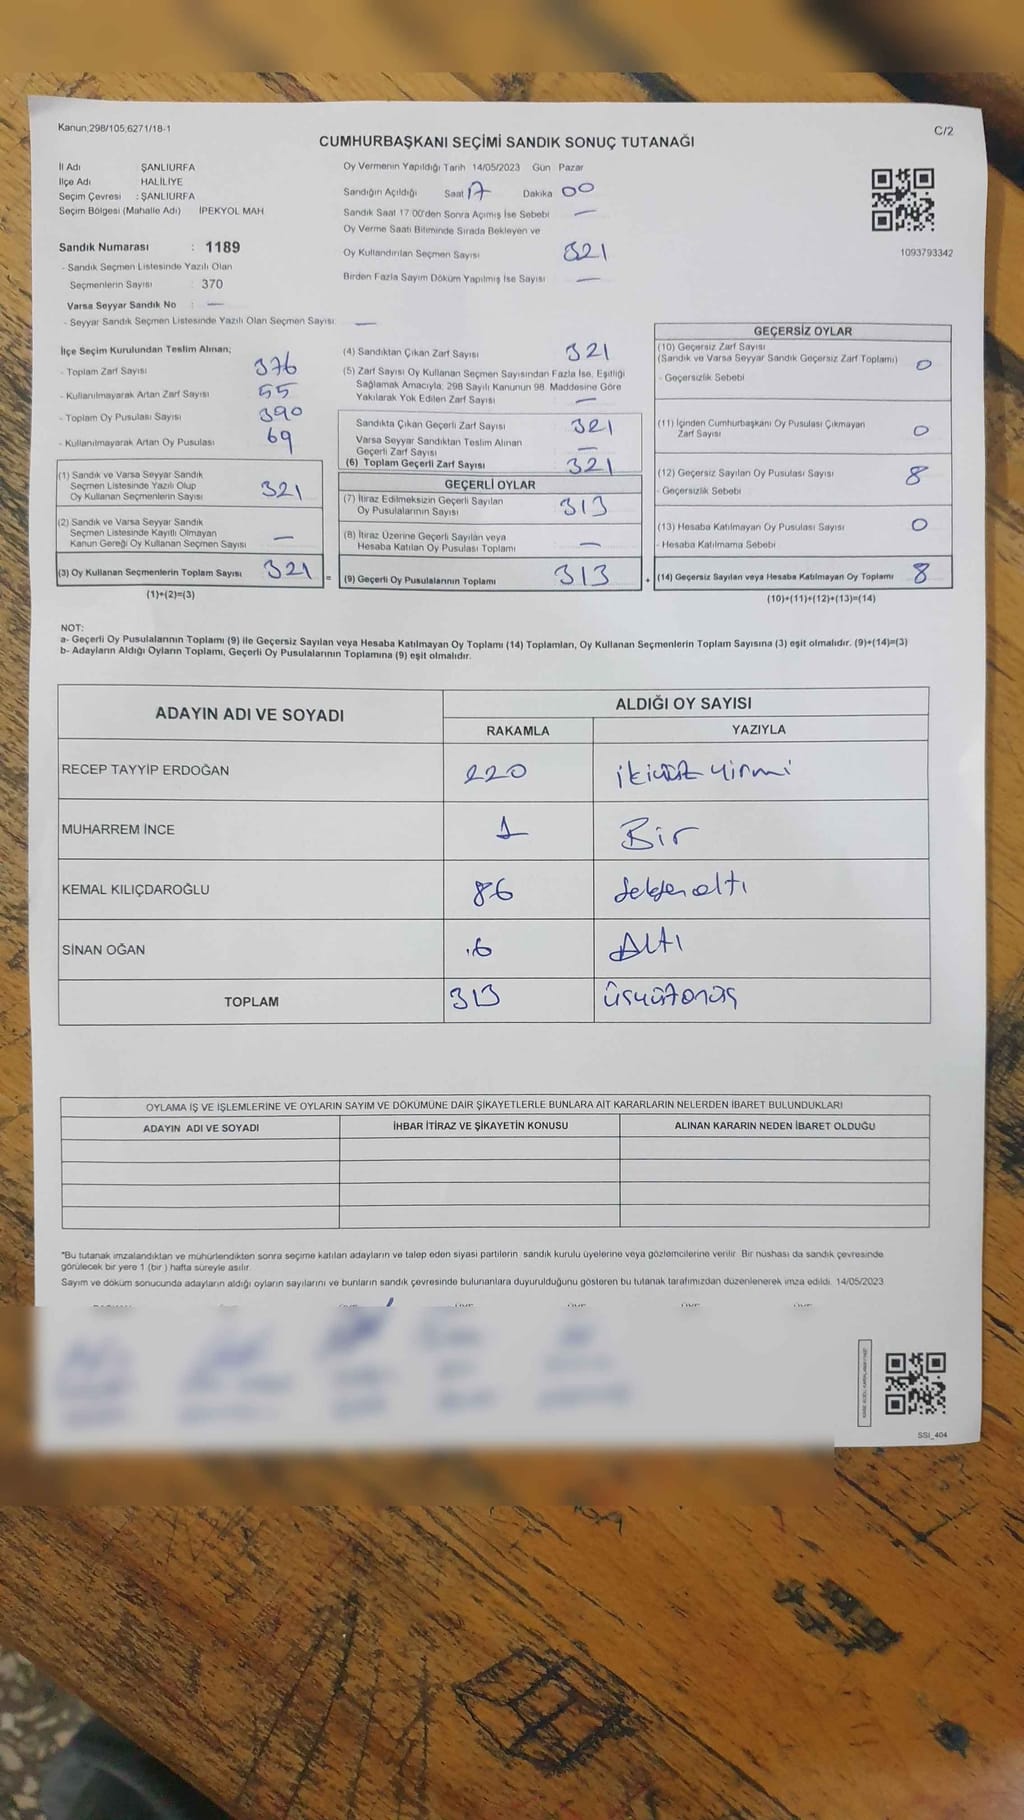 Kanun;298/105,6271/18-1
C/2
CUMHURBAŞKANI SEÇİMİ SANDIK SONUÇ TUTANAĞI
İl Adı ŞANLIURFA
İlçe Adı HALİLİYE
Seçim Çevresi : ŞANLIURFA
Seçim Bölgesi (Mahalle Adı) İPEKYOL MAH
Sandık Numarası : 1189
- Sandık Seçmen Listesinde Yazılı Olan
Seçmenlerin Sayısı : 370
Varsa Seyyar Sandık No : —
- Seyyar Sandık Seçmen Listesinde Yazılı Olan Seçmen Sayısı: —
Oy Vermenin Yapıldığı Tarih 14/05/2023 Gün Pazar
Sandığın Açıldığı Saat 17 Dakika 00
Sandık Saat 17:00'den Sonra Açımış İse Sebebi —
Oy Verme Saati Bitiminde Sırada Bekleyen ve
Oy Kullandırılan Seçmen Sayısı 321
Birden Fazla Sayım Döküm Yapılmış İse Sayısı —
1093793342
İlçe Seçim Kurulundan Teslim Alınan;
- Toplam Zarf Sayısı 376
- Kullanılmayarak Artan Zarf Sayısı 55
- Toplam Oy Pusulası Sayısı 390
- Kullanılmayarak Artan Oy Pusulası 69
(1) Sandık ve Varsa Seyyar Sandık
Seçmen Listesinde Yazılı Olup
Oy Kullanan Seçmenlerin Sayısı 321
(2) Sandık ve Varsa Seyyar Sandık
Seçmen Listesinde Kayıtlı Olmayan
Kanun Gereği Oy Kullanan Seçmen Sayısı —
(3) Oy Kullanan Seçmenlerin Toplam Sayısı 321 =
(1)+(2)=(3)
(4) Sandıktan Çıkan Zarf Sayısı 321
(5) Zarf Sayısı Oy Kullanan Seçmen Sayısından Fazla İse, Eşitliği
Sağlamak Amacıyla; 298 Sayılı Kanunun 98. Maddesine Göre
Yakılarak Yok Edilen Zarf Sayısı —
Sandıkta Çıkan Geçerli Zarf Sayısı 321
Varsa Seyyar Sandıktan Teslim Alınan
Geçerli Zarf Sayısı —
(6) Toplam Geçerli Zarf Sayısı 321
GEÇERLİ OYLAR
(7) İtiraz Edilmeksizin Geçerli Sayılan
Oy Pusulalarının Sayısı 313
(8) İtiraz Üzerine Geçerli Sayılan veya
Hesaba Katılan Oy Pusulası Toplamı —
(9) Geçerli Oy Pusulalarının Toplamı 313 +
GEÇERSİZ OYLAR
(10) Geçersiz Zarf Sayısı
(Sandık ve Varsa Seyyar Sandık Geçersiz Zarf Toplamı) 0
- Geçersizlik Sebebi
(11) İçinden Cumhurbaşkanı Oy Pusulası Çıkmayan
Zarf Sayısı 0
(12) Geçersiz Sayılan Oy Pusulası Sayısı 8
- Geçersizlik Sebebi
(13) Hesaba Katılmayan Oy Pusulası Sayısı 0
- Hesaba Katılmama Sebebi
(14) Geçersiz Sayılan veya Hesaba Katılmayan Oy Toplamı 8
(10)+(11)+(12)+(13)=(14)
NOT:
a- Geçerli Oy Pusulalarının Toplamı (9) ile Geçersiz Sayılan veya Hesaba Katılmayan Oy Toplamı (14) Toplamları, Oy Kullanan Seçmenlerin Toplam Sayısına (3) eşit olmalıdır. (9)+(14)=(3)
b- Adayların Aldığı Oyların Toplamı, Geçerli Oy Pusulalarının Toplamına (9) eşit olmalıdır.
ADAYIN ADI VE SOYADI
ALDIĞI OY SAYISI
RAKAMLA YAZIYLA
RECEP TAYYİP ERDOĞAN 220 ikiyüz yirmi
MUHARREM İNCE 1 Bir
KEMAL KILIÇDAROĞLU 86 seksenaltı
SİNAN OĞAN .6 Altı
TOPLAM 313 üçyüzonüç
OYLAMA İŞ VE İŞLEMLERİNE VE OYLARIN SAYIM VE DÖKÜMÜNE DAİR ŞİKAYETLERLE BUNLARA AİT KARARLARIN NELERDEN İBARET BULUNDUKLARI
ADAYIN ADI VE SOYADI İHBAR İTİRAZ VE ŞİKAYETİN KONUSU ALINAN KARARIN NEDEN İBARET OLDUĞU
*Bu tutanak imzalandıktan ve mühürlendikten sonra seçime katılan adayların ve talep eden siyasi partilerin sandık kurulu üyelerine veya gözlemcilerine verilir. Bir nüshası da sandık çevresinde
görülecek bir yere 1 (bir) hafta süreyle asılır.
Sayım ve döküm sonucunda adayların aldığı oyların sayılarını ve bunların sandık çevresinde bulunanlara duyurulduğunu gösteren bu tutanak tarafımızdan düzenlenerek imza edildi. 14/05/2023
SSI_404